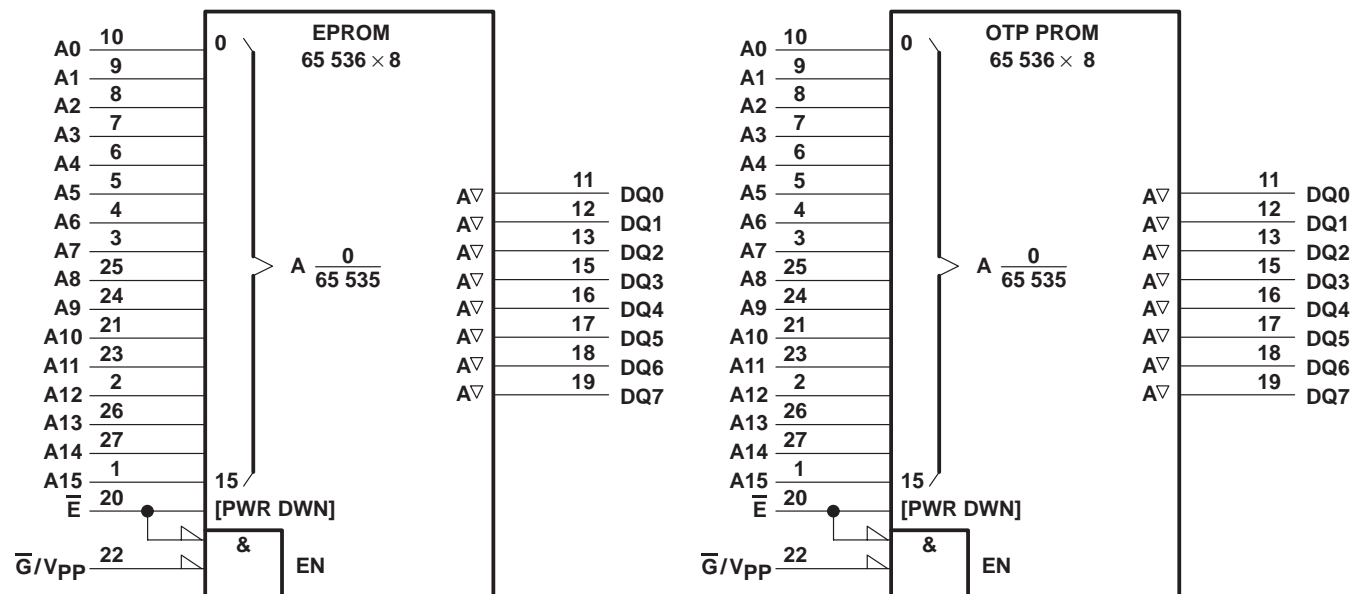 EPROM
65 536 × 8
A0 10 0
A1 9
A2 8
A3 7
A4 6
A5 5
A6 4
A7 3
A8 25
A9 24
A10 21
A11 23
A12 2
A13 26
A14 27
A15 1 15
E̅ 20 [PWR DWN]
&
G̅/VPP 22 EN
A 0
65 535
A▽ 11 DQ0
A▽ 12 DQ1
A▽ 13 DQ2
A▽ 15 DQ3
A▽ 16 DQ4
A▽ 17 DQ5
A▽ 18 DQ6
A▽ 19 DQ7
OTP PROM
65 536 × 8
A0 10 0
A1 9
A2 8
A3 7
A4 6
A5 5
A6 4
A7 3
A8 25
A9 24
A10 21
A11 23
A12 2
A13 26
A14 27
A15 1 15
E̅ 20 [PWR DWN]
&
G̅/VPP 22 EN
A 0
65 535
A▽ 11 DQ0
A▽ 12 DQ1
A▽ 13 DQ2
A▽ 15 DQ3
A▽ 16 DQ4
A▽ 17 DQ5
A▽ 18 DQ6
A▽ 19 DQ7